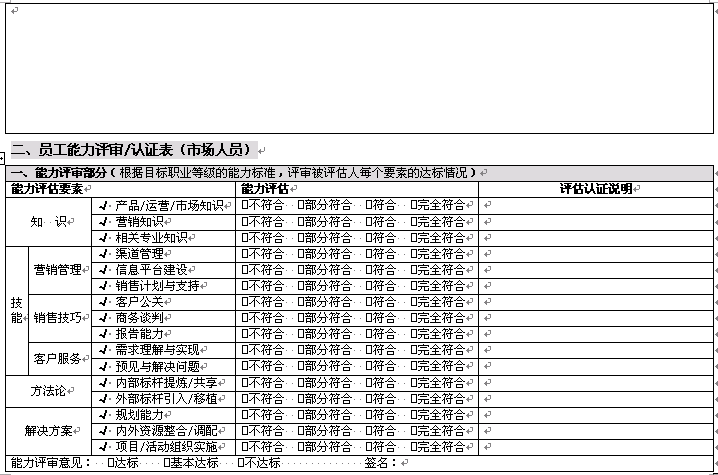 二、员工能力评审/认证表（市场人员）
一、能力评审部分（根据目标职业等级的能力标准，评审被评估人每个要素的达标情况）
能力评估要素 能力评估 评估认证说明
知 识 √ 产品/运营/市场知识 □不符合 □部分符合 □符合 □完全符合
√ 营销知识 □不符合 □部分符合 □符合 □完全符合
√ 相关专业知识 □不符合 □部分符合 □符合 □完全符合
技能 营销管理 √ 渠道管理 □不符合 □部分符合 □符合 □完全符合
√ 信息平台建设 □不符合 □部分符合 □符合 □完全符合
√ 销售计划与支持 □不符合 □部分符合 □符合 □完全符合
销售技巧 √ 客户公关 □不符合 □部分符合 □符合 □完全符合
√ 商务谈判 □不符合 □部分符合 □符合 □完全符合
√ 报告能力 □不符合 □部分符合 □符合 □完全符合
客户服务 √ 需求理解与实现 □不符合 □部分符合 □符合 □完全符合
√ 预见与解决问题 □不符合 □部分符合 □符合 □完全符合
方法论 √ 内部标杆提炼/共享 □不符合 □部分符合 □符合 □完全符合
√ 外部标杆引入/移植 □不符合 □部分符合 □符合 □完全符合
解决方案 √ 规划能力 □不符合 □部分符合 □符合 □完全符合
√ 内外资源整合/调配 □不符合 □部分符合 □符合 □完全符合
√ 项目/活动组织实施 □不符合 □部分符合 □符合 □完全符合
能力评审意见： □达标 □基本达标 □不达标 签名：